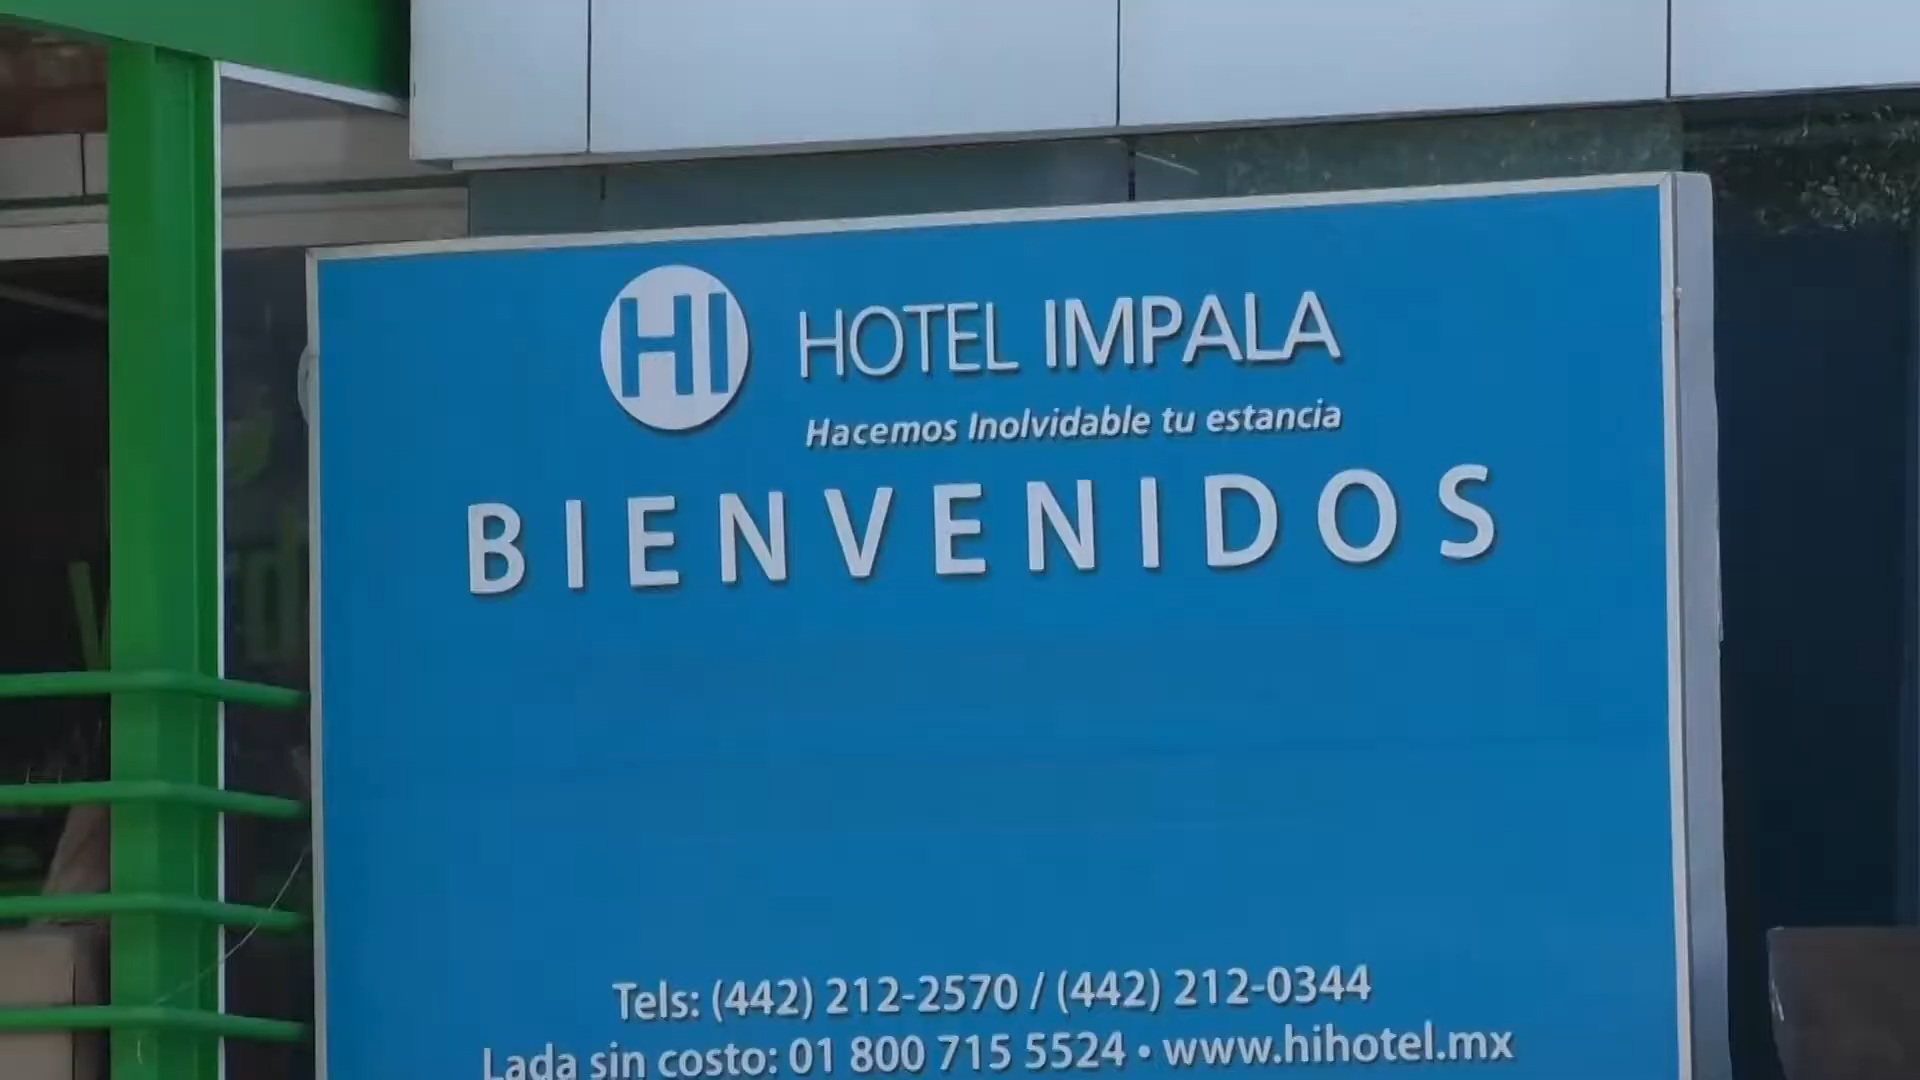 HI HOTEL IMPALA
Hacemos Inolvidable tu estancia
BIENVENIDOS
Tels: (442) 212-2570 / (442) 212-0344
Lada sin costo: 01 800 715 5524 • www.hihotel.mx